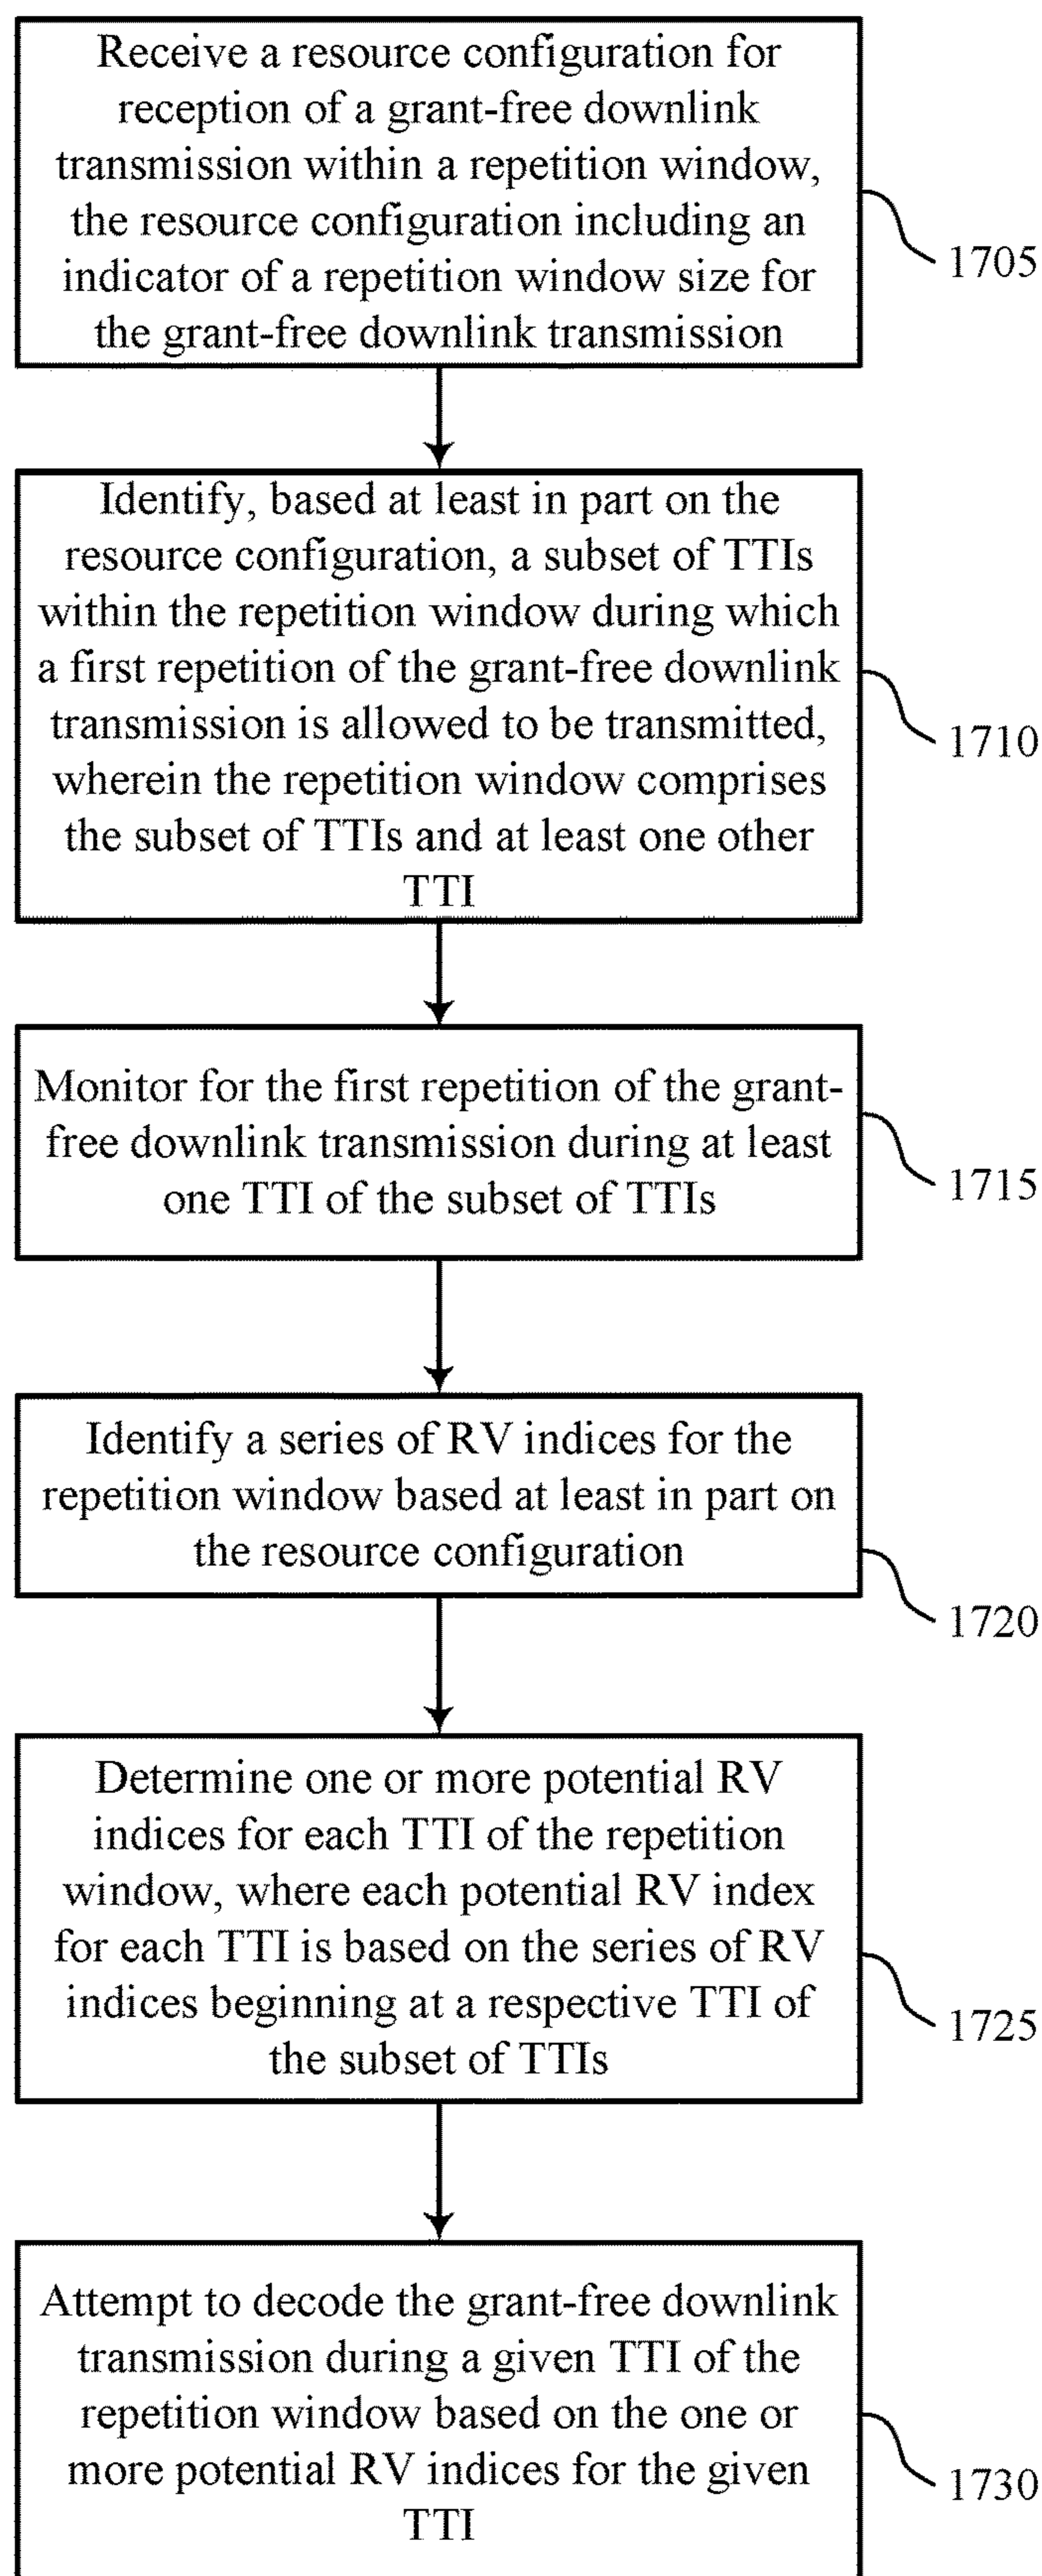 Receive a resource configuration for
reception of a grant-free downlink
transmission within a repetition window,
the resource configuration including an
indicator of a repetition window size for
the grant-free downlink transmission
1705
Identify, based at least in part on the
resource configuration, a subset of TTIs
within the repetition window during which
a first repetition of the grant-free downlink
transmission is allowed to be transmitted,
wherein the repetition window comprises
the subset of TTIs and at least one other
TTI
1710
Monitor for the first repetition of the grant-
free downlink transmission during at least
one TTI of the subset of TTIs
1715
Identify a series of RV indices for the
repetition window based at least in part on
the resource configuration
1720
Determine one or more potential RV
indices for each TTI of the repetition
window, where each potential RV index
for each TTI is based on the series of RV
indices beginning at a respective TTI of
the subset of TTIs
1725
Attempt to decode the grant-free downlink
transmission during a given TTI of the
repetition window based on the one or
more potential RV indices for the given
TTI
1730